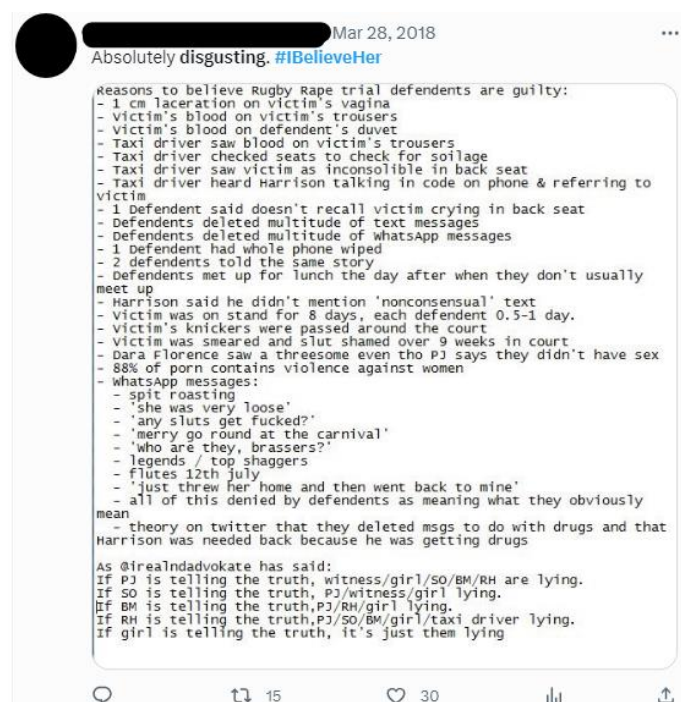 Mar 28, 2018
Absolutely disgusting. #IBelieveHer
Reasons to believe Rugby Rape trial defendents are guilty:
- 1 cm laceration on victim's vagina
- Victim's blood on victim's trousers
- Victim's blood on defendent's duvet
- Taxi driver saw blood on victim's trousers
- Taxi driver checked seats to check for soilage
- Taxi driver saw victim as inconsolible in back seat
- Taxi driver heard Harrison talking in code on phone & referring to
victim
- 1 Defendent said doesn't recall victim crying in back seat
- Defendents deleted multitude of text messages
- Defendents deleted multitude of WhatsApp messages
- 1 Defendent had whole phone wiped
- 2 defendents told the same story
- Defendents met up for lunch the day after when they don't usually
meet up
- Harrison said he didn't mention 'nonconsensual' text
- Victim was on stand for 8 days, each defendent 0.5-1 day.
- Victim's knickers were passed around the court
- Victim was smeared and slut shamed over 9 weeks in court
- Dara Florence saw a threesome even tho PJ says they didn't have sex
- 88% of porn contains violence against women
- WhatsApp messages:
- spit roasting
- 'she was very loose'
- 'any sluts get fucked?'
- 'merry go round at the carnival'
- 'Who are they, brassers?'
- legends / top shaggers
- flutes 12th july
- 'just threw her home and then went back to mine'
- all of this denied by defendents as meaning what they obviously
mean
- theory on twitter that they deleted msgs to do with drugs and that
Harrison was needed back because he was getting drugs
As @irealndadvokate has said:
If PJ is telling the truth, witness/girl/SO/BM/RH are lying.
If SO is telling the truth, PJ/witness/girl lying.
If BM is telling the truth,PJ/RH/girl lying.
If RH is telling the truth,PJ/SO/BM/girl/taxi driver lying.
If girl is telling the truth, it's just them lying
15
30